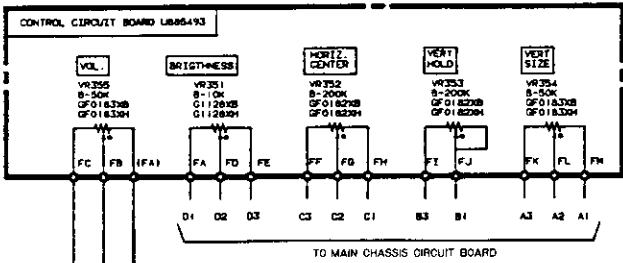 CONTROL CIRCUIT BOARD U885493
VOL.
BRIGTHNESS
HORIZ. CENTER
VERT HOLD
VERT SIZE
VR355
B-50K
GF0183XB
GF0183XH
VR351
B-10K
G1128XB
G1128XH
VR352
B-200K
GF0182XB
GF0182XH
VR353
B-200K
GF0182XB
GF0182XH
VR354
B-50K
GF0183XB
GF0183XH
FC FB (FA) FA FD FE FF FG FH FI FJ FK FL FM
D1 D2 D3 C3 C2 C1 B3 B1 A3 A2 A1
TO MAIN CHASSIS CIRCUIT BOARD